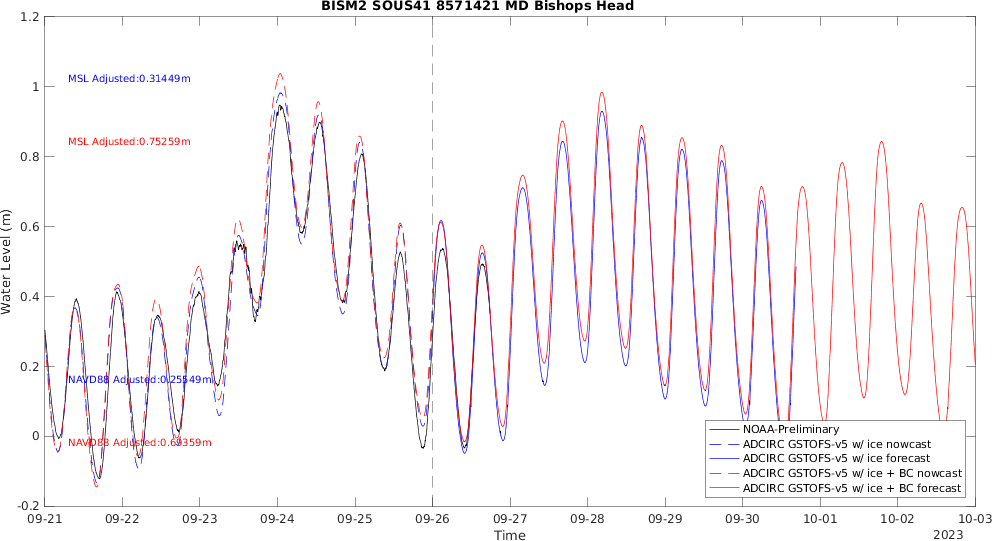 BISM2 SOUS41 8571421 MD Bishops Head
1.2
1
0.8
0.6
0.4
0.2
0
-0.2
Water Level (m)
MSL Adjusted:0.31449m
MSL Adjusted:0.75259m
NAVD88 Adjusted:0.25549m
NAVD88 Adjusted:0.69359m
NOAA-Preliminary
ADCIRC GSTOFS-v5 w/ ice nowcast
ADCIRC GSTOFS-v5 w/ ice forecast
ADCIRC GSTOFS-v5 w/ ice + BC nowcast
ADCIRC GSTOFS-v5 w/ ice + BC forecast
09-21 09-22 09-23 09-24 09-25 09-26 09-27 09-28 09-29 09-30 10-01 10-02 10-03
Time
2023